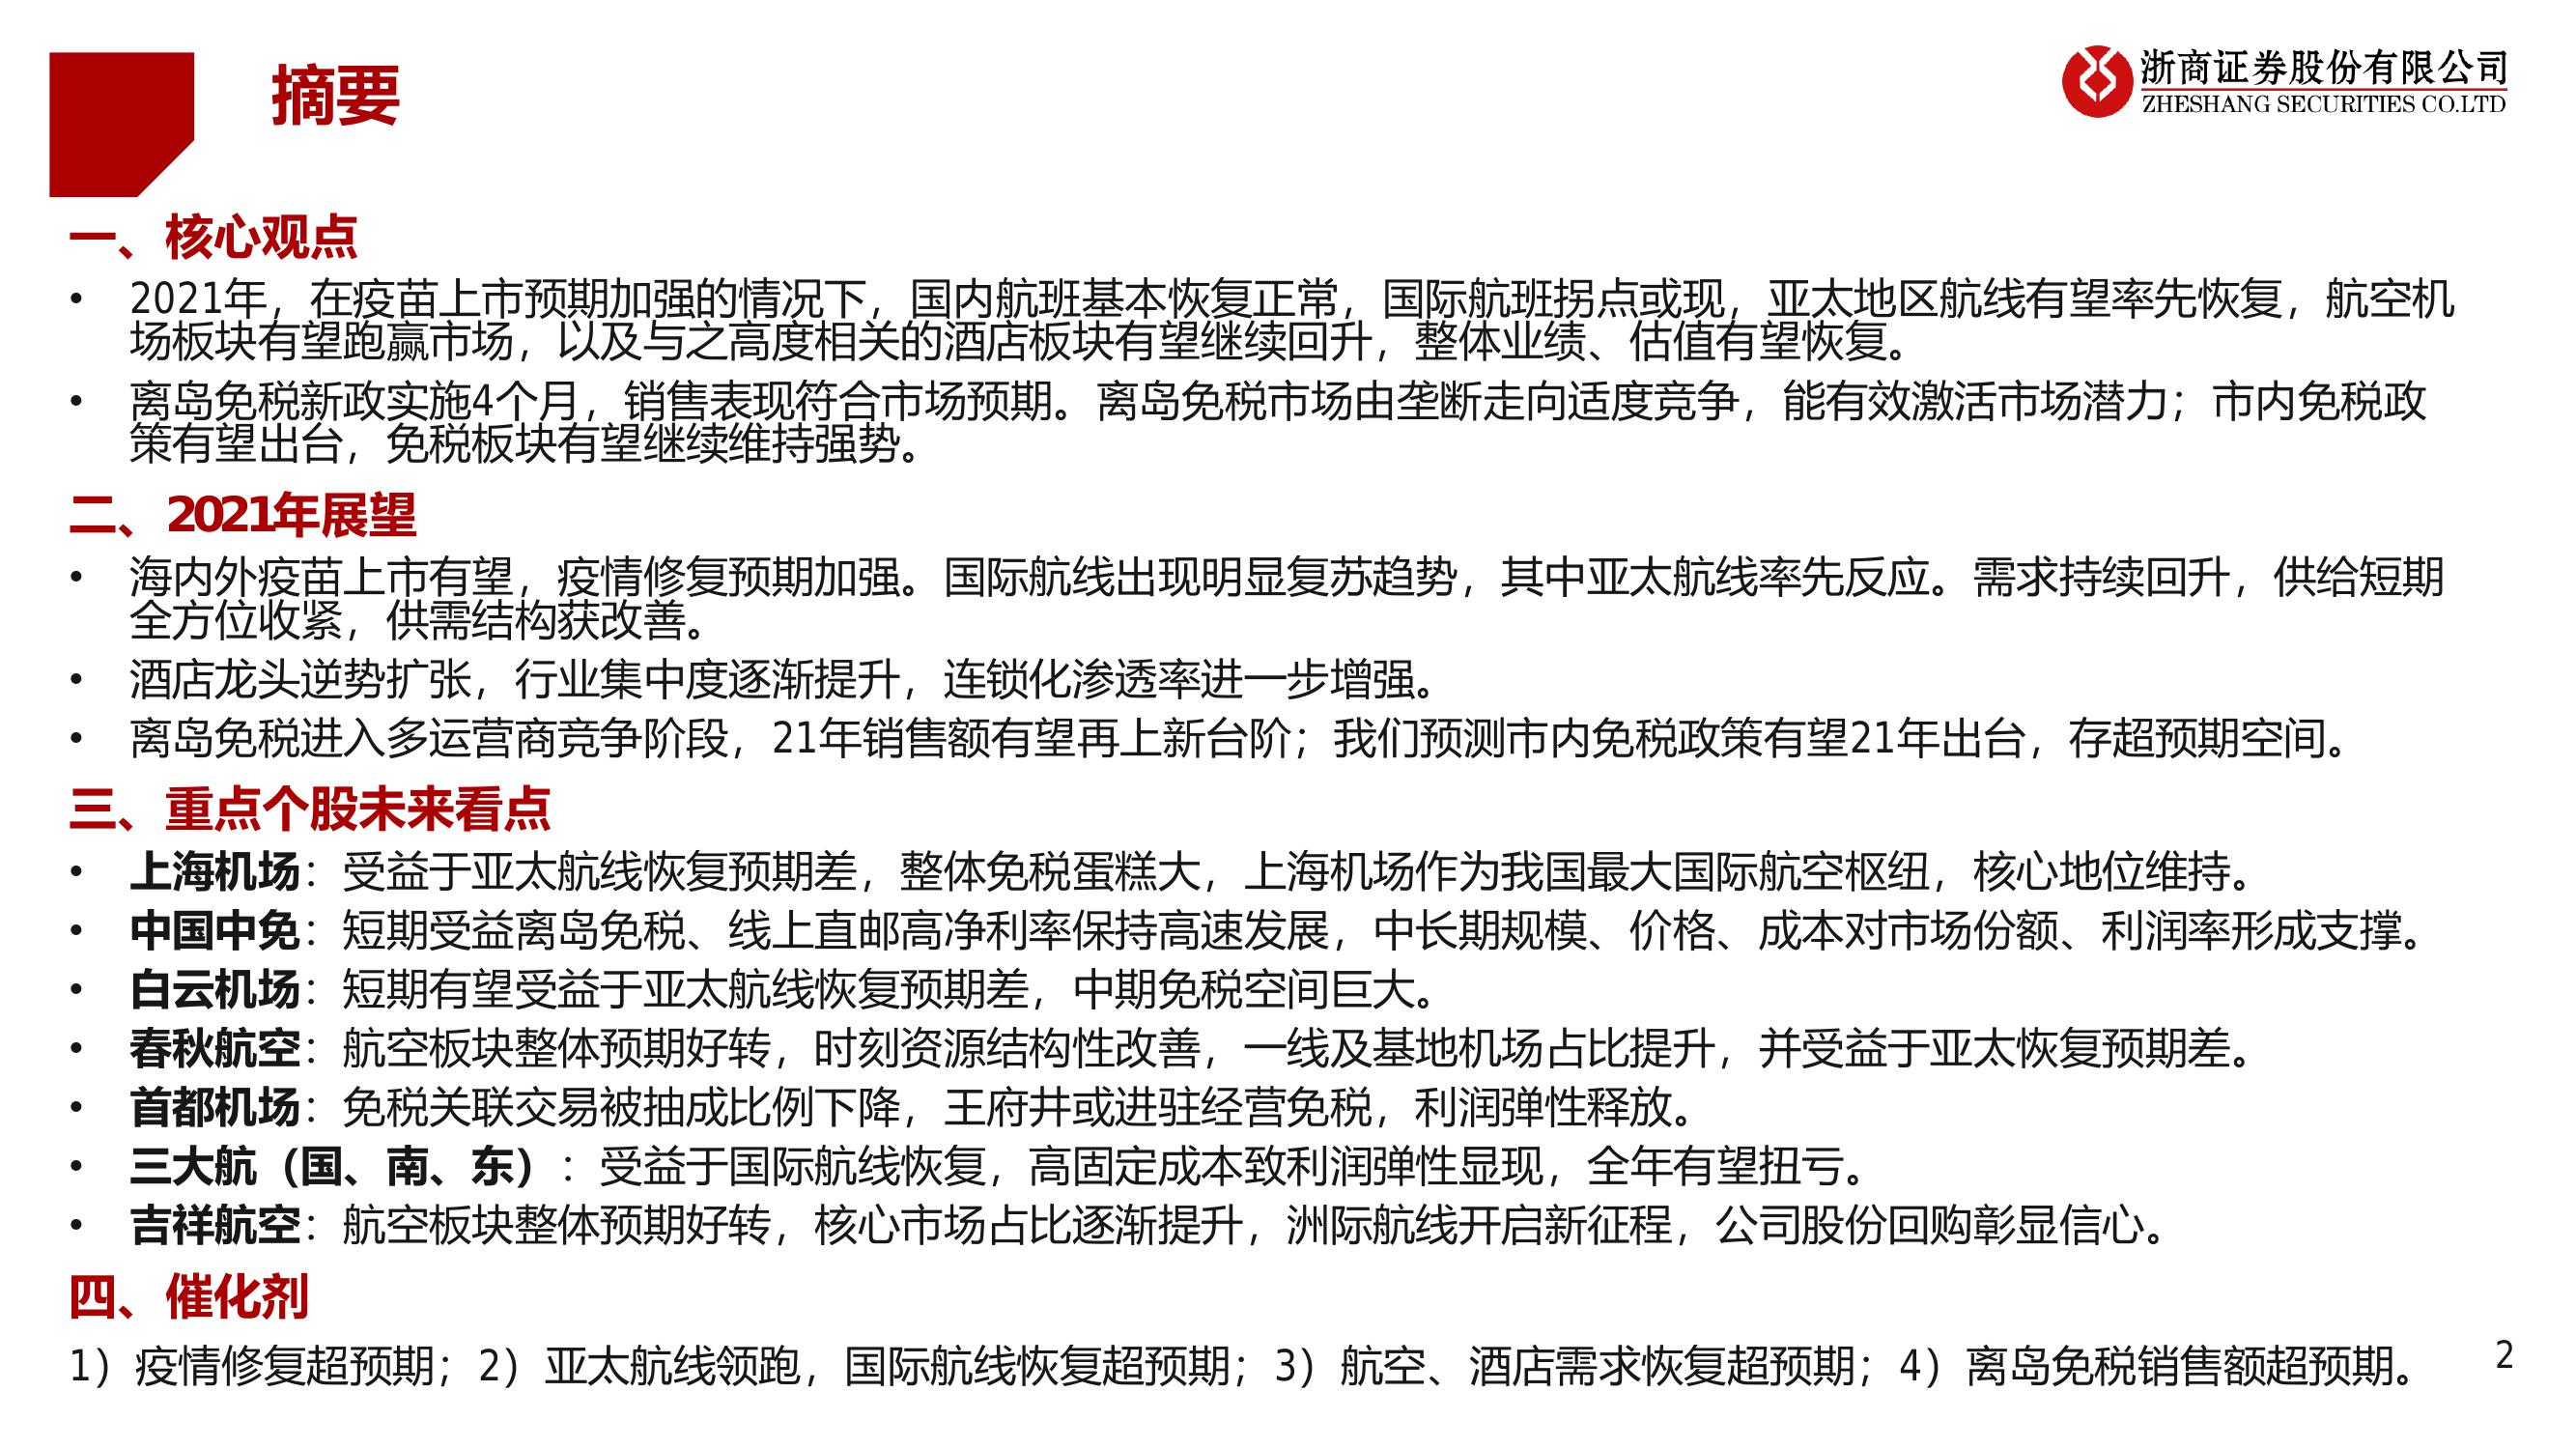 摘要
浙商证券股份有限公司
ZHESHANG SECURITIES CO.LTD
一、核心观点
• 2021年，在疫苗上市预期加强的情况下，国内航班基本恢复正常，国际航班拐点或现，亚太地区航线有望率先恢复，航空机
场板块有望跑赢市场，以及与之高度相关的酒店板块有望继续回升，整体业绩、估值有望恢复。
• 离岛免税新政实施4个月，销售表现符合市场预期。离岛免税市场由垄断走向适度竞争，能有效激活市场潜力；市内免税政
策有望出台，免税板块有望继续维持强势。
二、2021年展望
• 海内外疫苗上市有望，疫情修复预期加强。国际航线出现明显复苏趋势，其中亚太航线率先反应。需求持续回升，供给短期
全方位收紧，供需结构获改善。
• 酒店龙头逆势扩张，行业集中度逐渐提升，连锁化渗透率进一步增强。
• 离岛免税进入多运营商竞争阶段，21年销售额有望再上新台阶；我们预测市内免税政策有望21年出台，存超预期空间。
三、重点个股未来看点
• 上海机场：受益于亚太航线恢复预期差，整体免税蛋糕大，上海机场作为我国最大国际航空枢纽，核心地位维持。
• 中国中免：短期受益离岛免税、线上直邮高净利率保持高速发展，中长期规模、价格、成本对市场份额、利润率形成支撑。
• 白云机场：短期有望受益于亚太航线恢复预期差，中期免税空间巨大。
• 春秋航空：航空板块整体预期好转，时刻资源结构性改善，一线及基地机场占比提升，并受益于亚太恢复预期差。
• 首都机场：免税关联交易被抽成比例下降，王府井或进驻经营免税，利润弹性释放。
• 三大航（国、南、东）：受益于国际航线恢复，高固定成本致利润弹性显现，全年有望扭亏。
• 吉祥航空：航空板块整体预期好转，核心市场占比逐渐提升，洲际航线开启新征程，公司股份回购彰显信心。
四、催化剂
1）疫情修复超预期；2）亚太航线领跑，国际航线恢复超预期；3）航空、酒店需求恢复超预期；4）离岛免税销售额超预期。
2